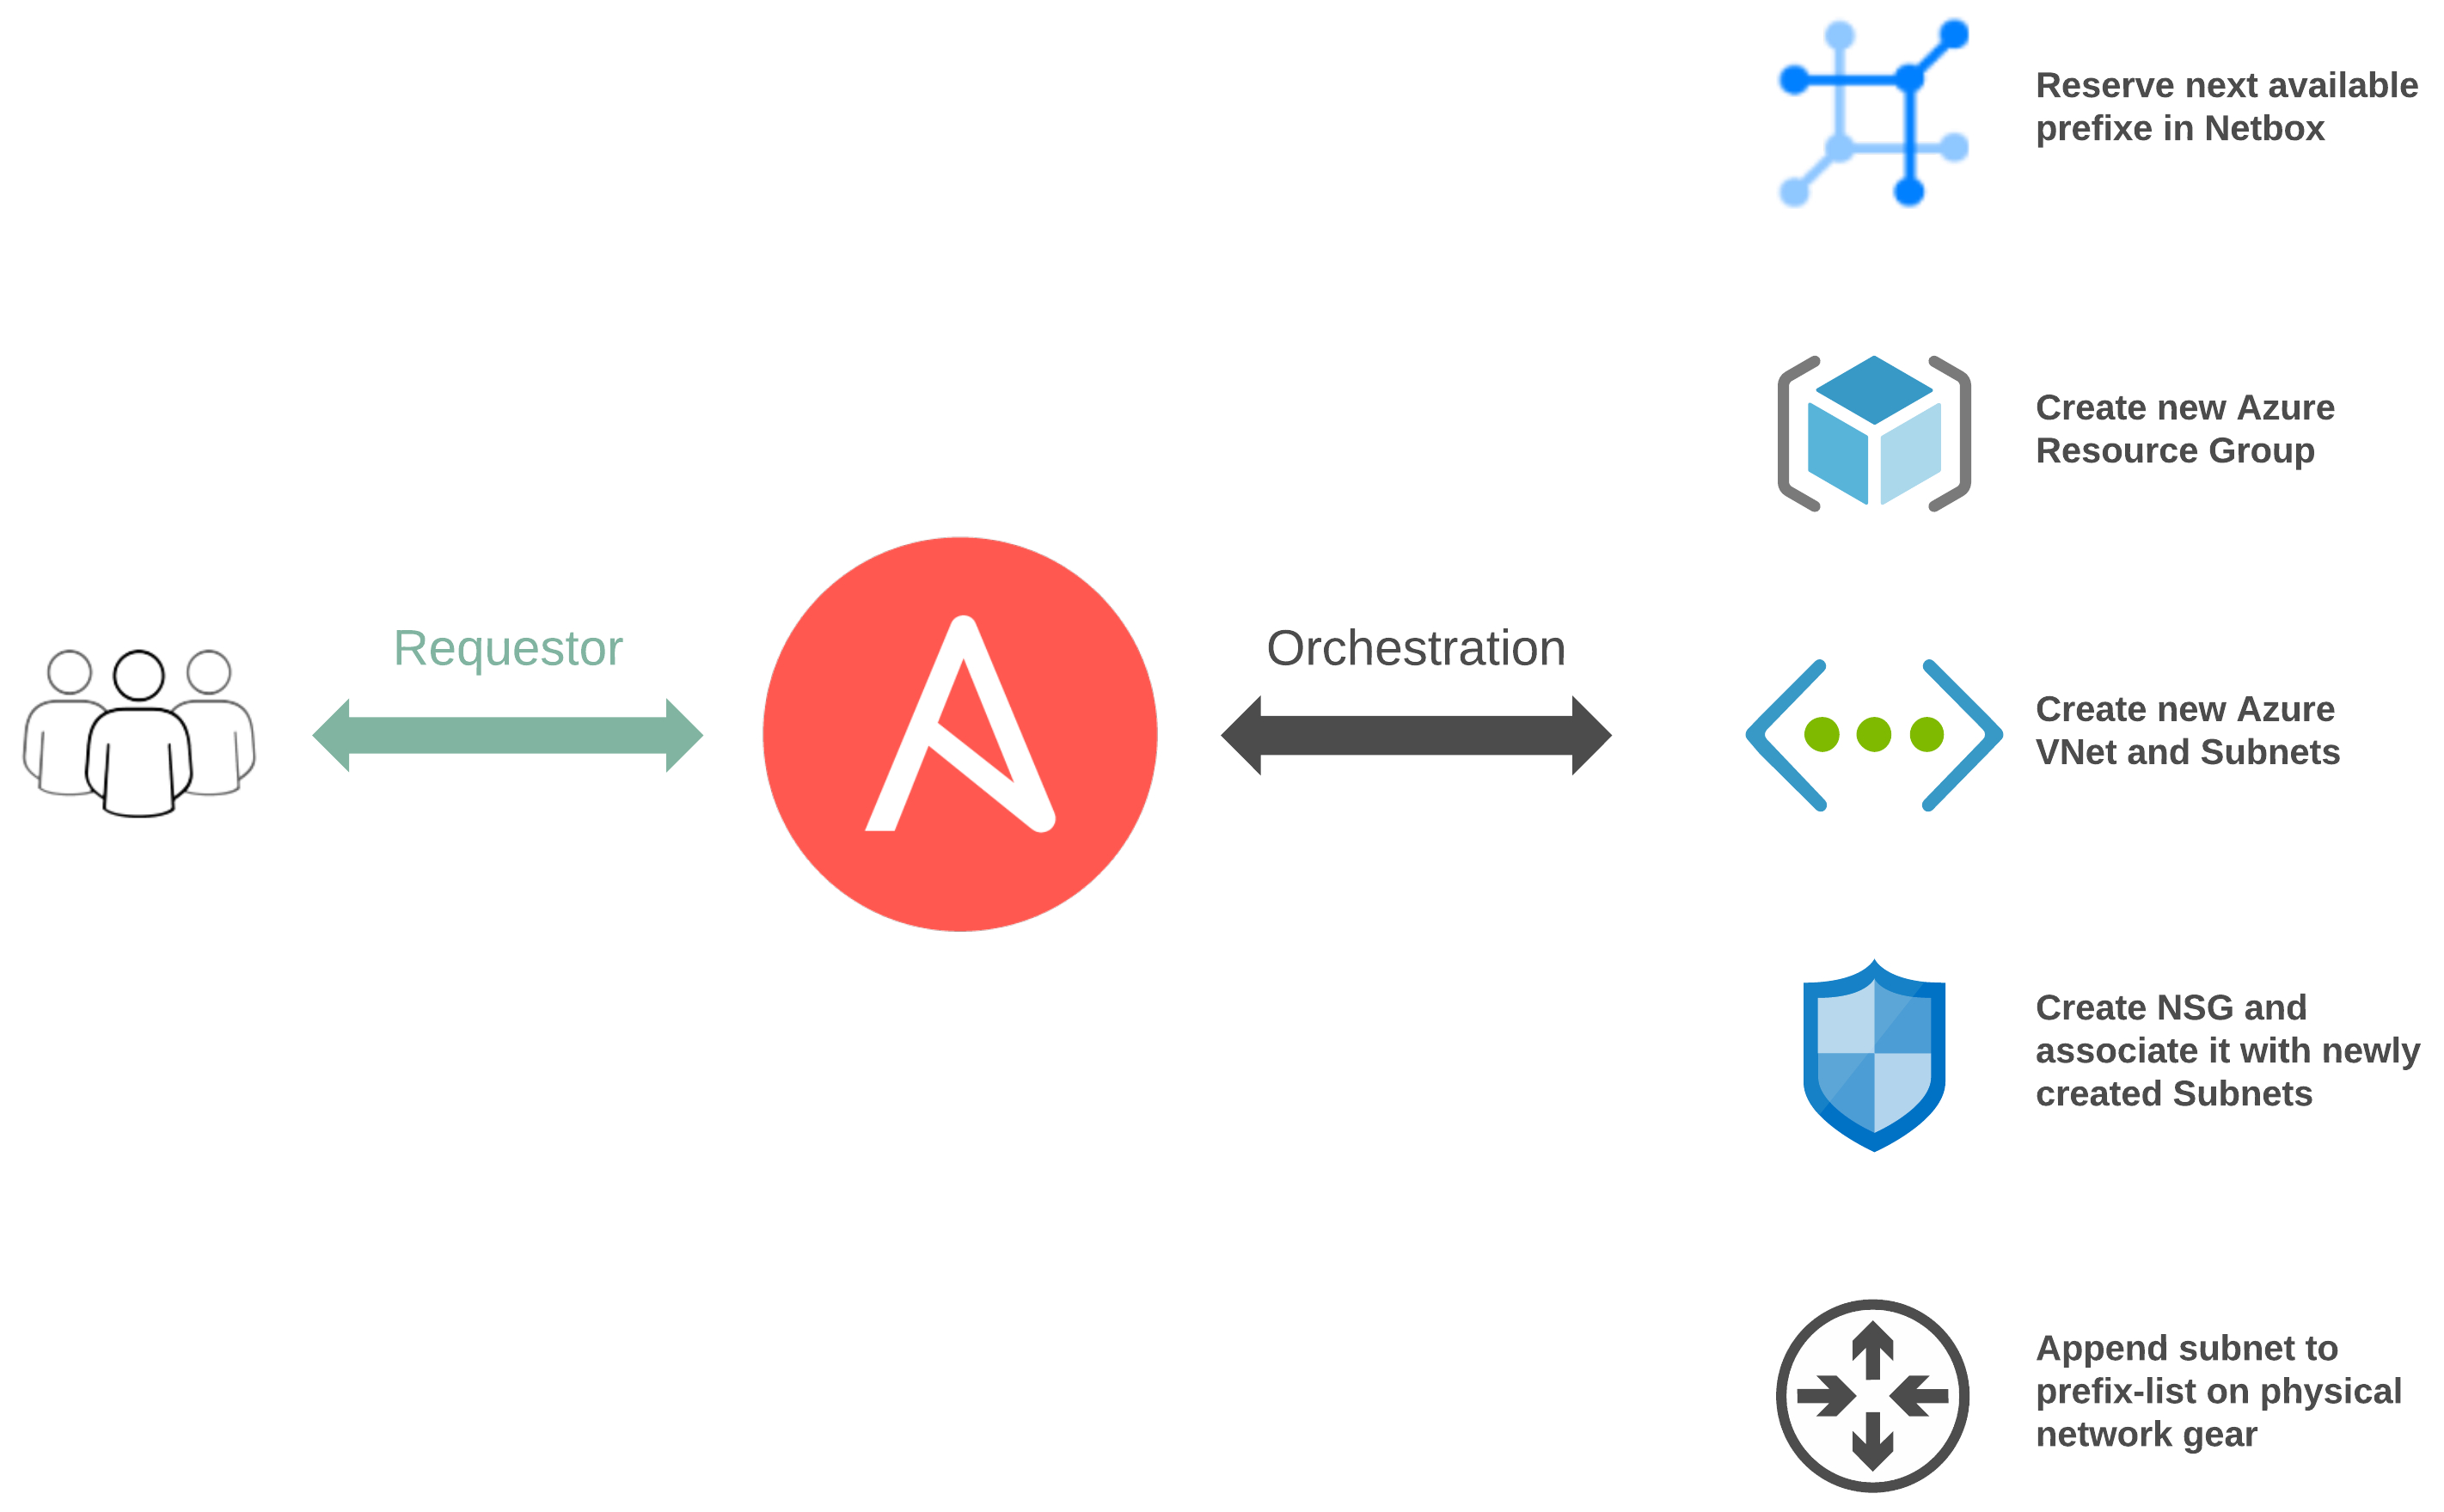 Reserve next available
prefixe in Netbox
Create new Azure
Resource Group
Requestor
Orchestration
Create new Azure
VNet and Subnets
Create NSG and
associate it with newly
created Subnets
Append subnet to
prefix-list on physical
network gear